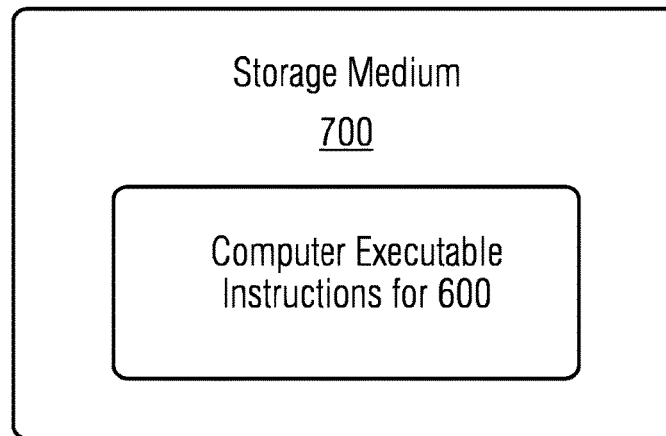 Storage Medium
700
Computer Executable
Instructions for 600